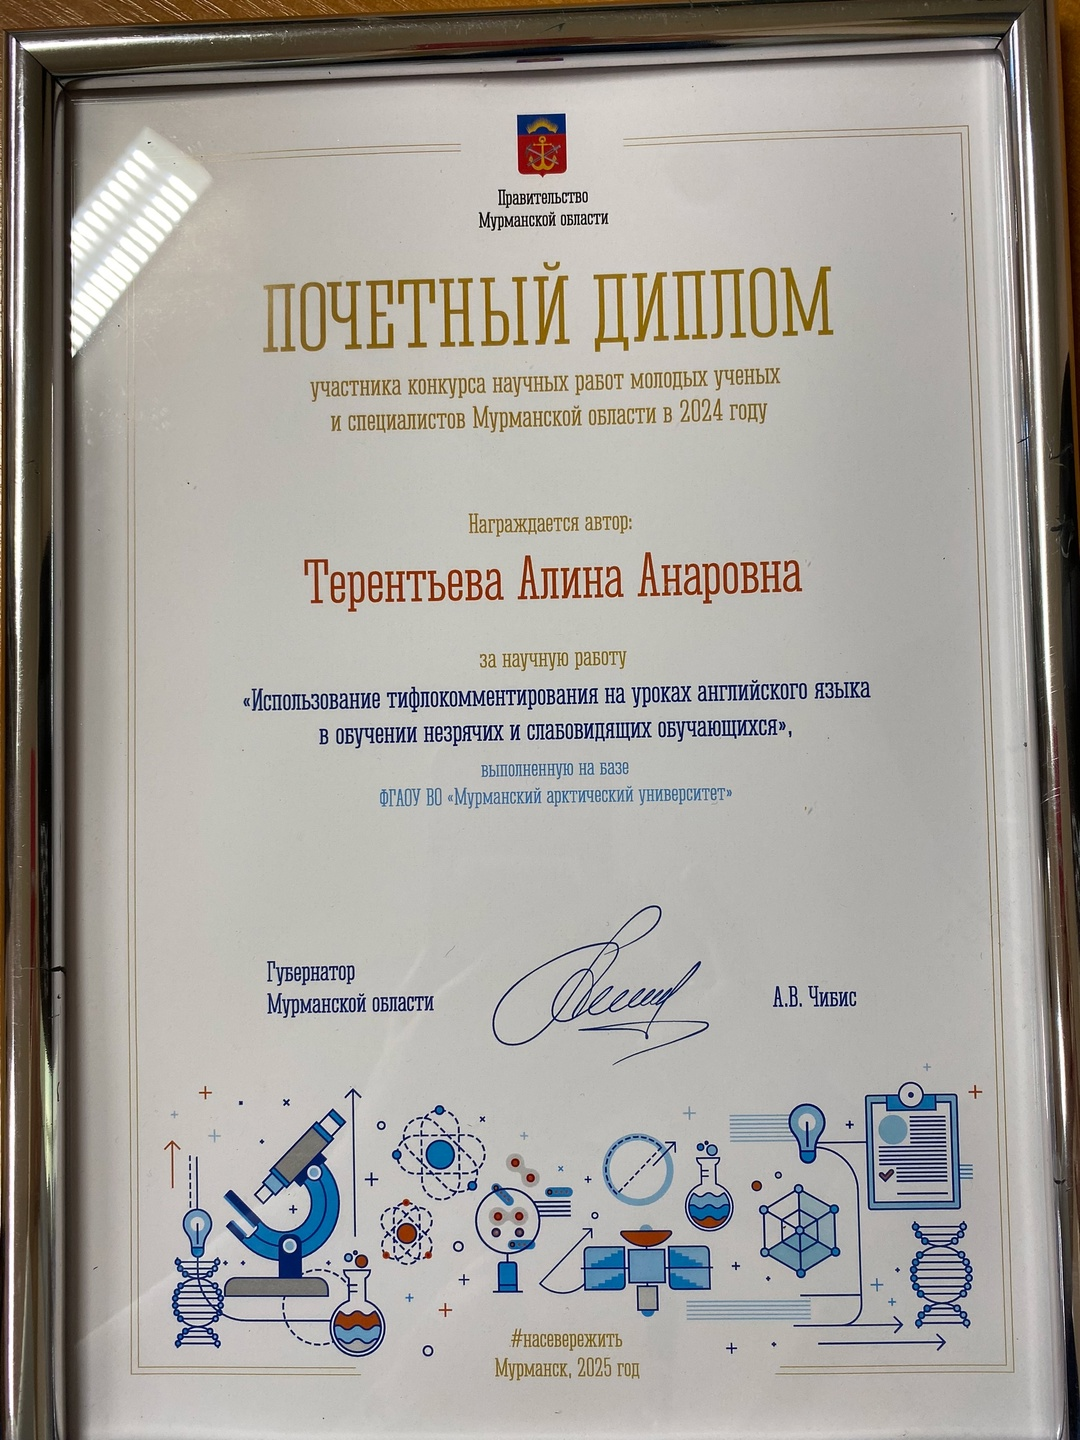 Правительство
Мурманской области
ПОЧЕТНЫЙ ДИПЛОМ
участника конкурса научных работ молодых ученых
и специалистов Мурманской области в 2024 году
Награждается автор:
Терентьева Алина Анаровна
за научную работу
«Использование тифлокомментирования на уроках английского языка
в обучении незрячих и слабовидящих обучающихся»,
выполненную на базе
ФГАОУ ВО «Мурманский арктический университет»
Губернатор
Мурманской области
А.В. Чибис
#насевережить
Мурманск, 2025 год